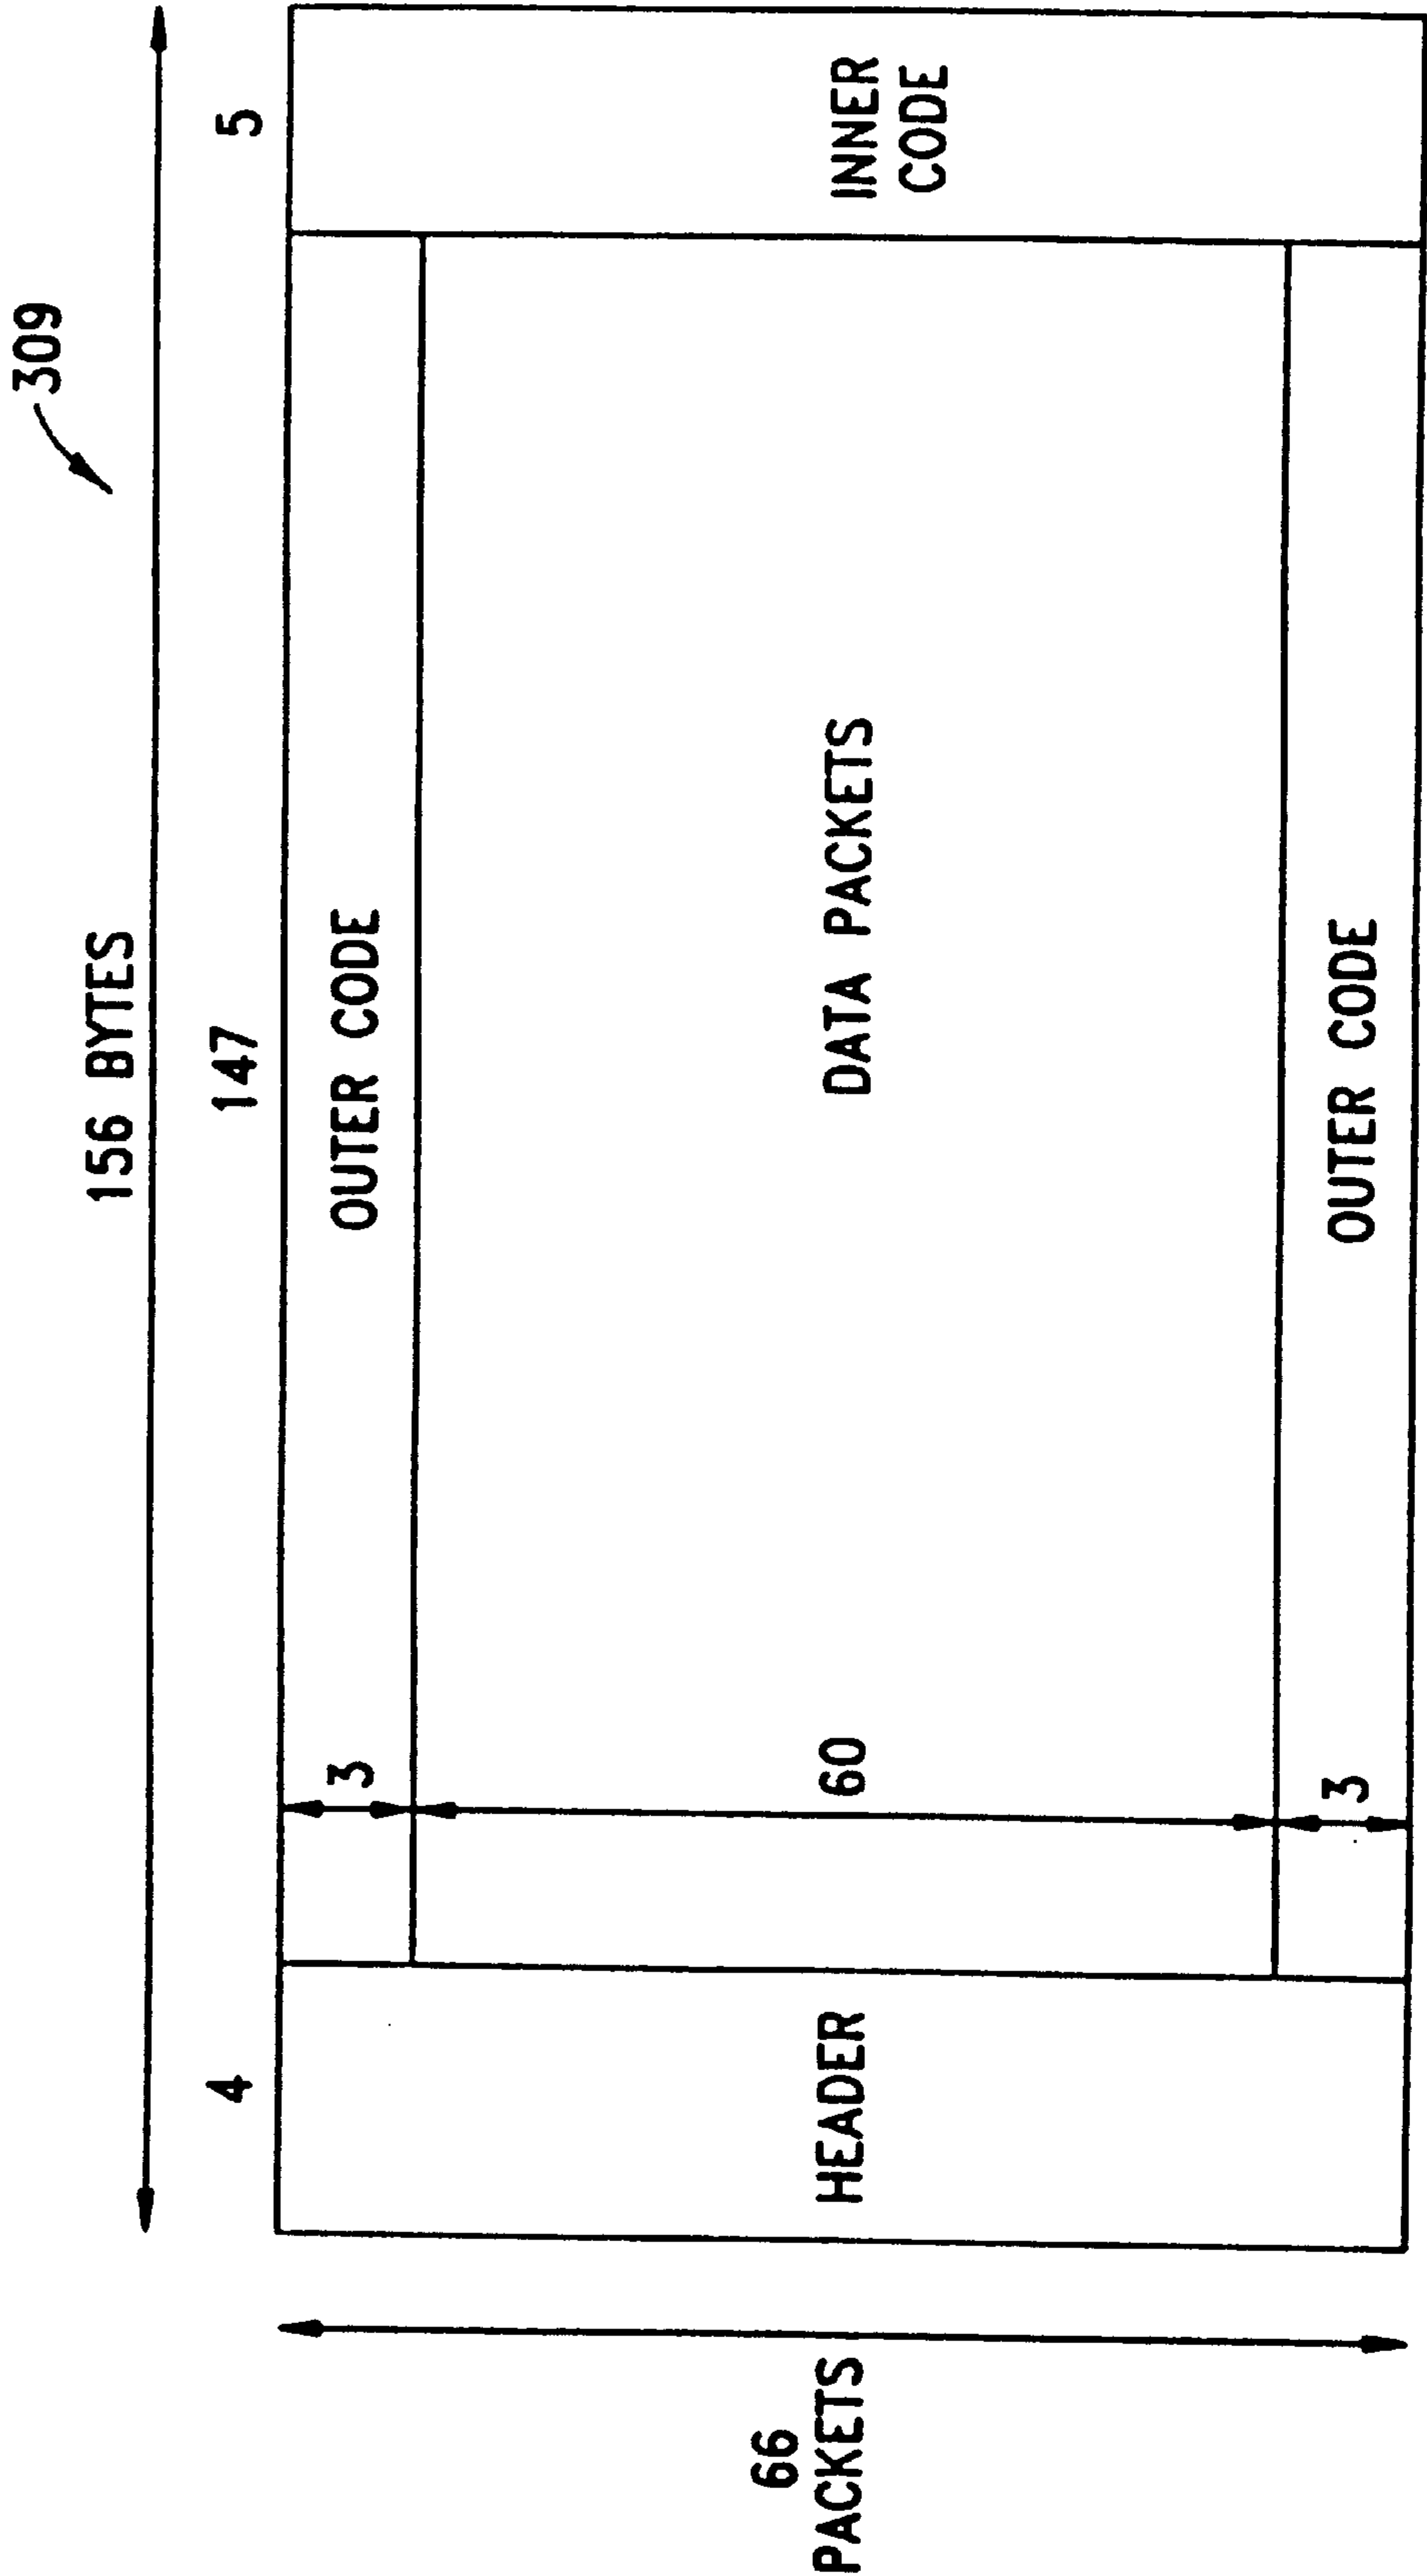 309
156 BYTES
4
147
5
OUTER CODE
3
66
PACKETS
HEADER
60
DATA PACKETS
INNER
CODE
3
OUTER CODE